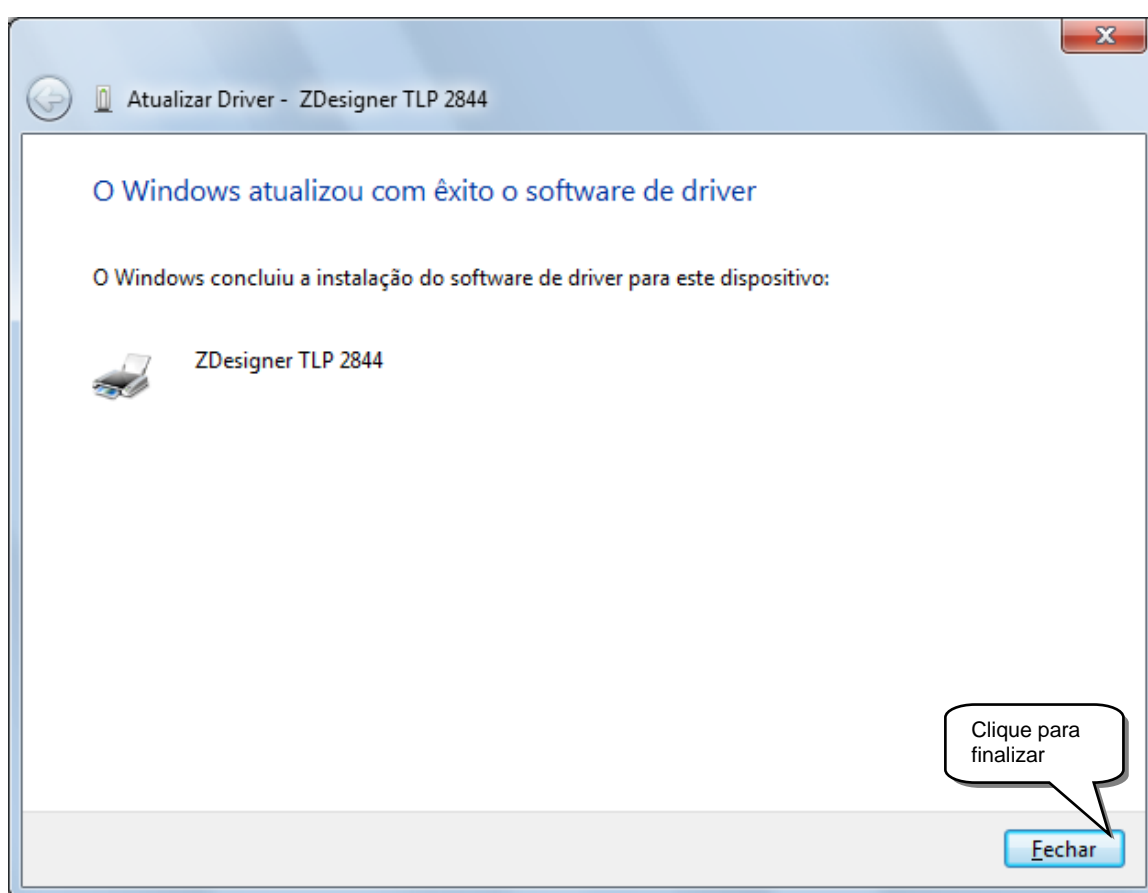 Atualizar Driver - ZDesigner TLP 2844
O Windows atualizou com êxito o software de driver
O Windows concluiu a instalação do software de driver para este dispositivo:
ZDesigner TLP 2844
Clique para
finalizar
Fechar